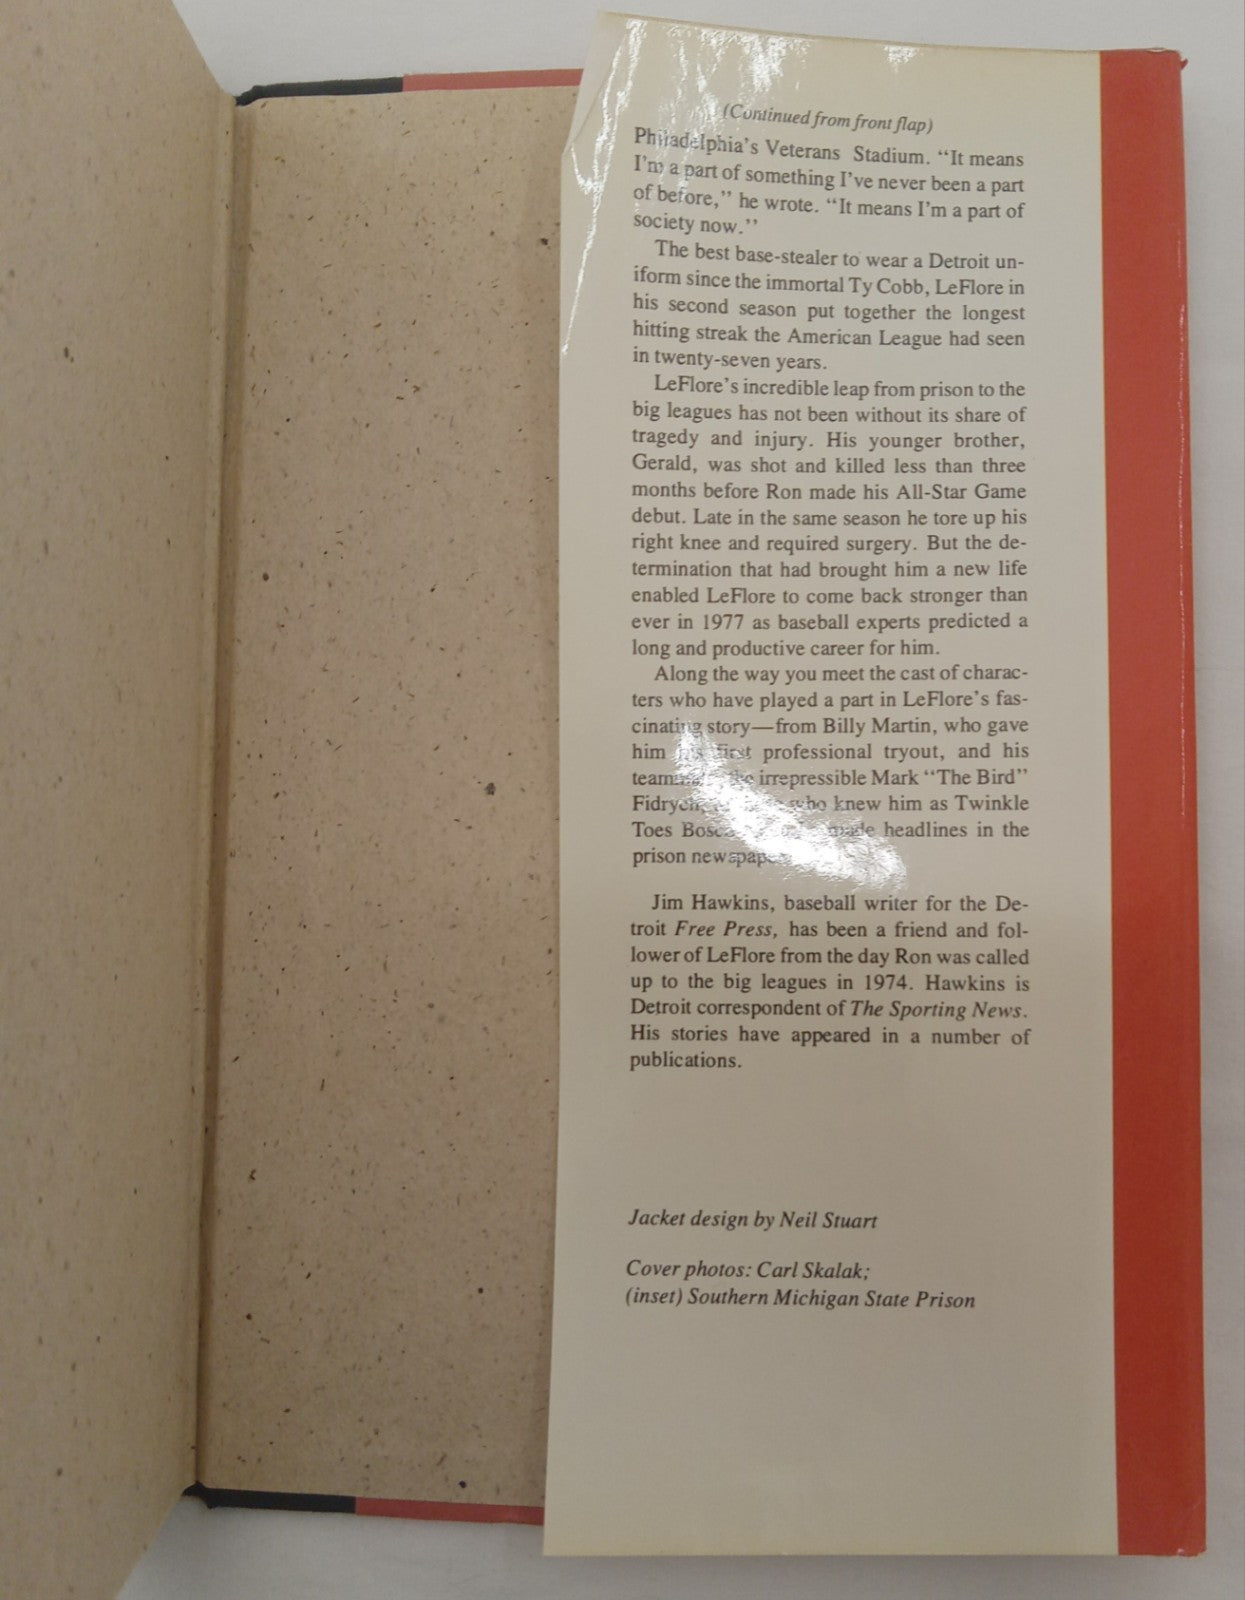 (Continued from front flap)
Philadelphia's Veterans Stadium. “It means
I'm a part of something I've never been a part
of before,” he wrote. “It means I'm a part of
society now.”
The best base-stealer to wear a Detroit un-
iform since the immortal Ty Cobb, LeFlore in
his second season put together the longest
hitting streak the American League had seen
in twenty-seven years.
LeFlore's incredible leap from prison to the
big leagues has not been without its share of
tragedy and injury. His younger brother,
Gerald, was shot and killed less than three
months before Ron made his All-Star Game
debut. Late in the same season he tore up his
right knee and required surgery. But the de-
termination that had brought him a new life
enabled LeFlore to come back stronger than
ever in 1977 as baseball experts predicted a
long and productive career for him.
Along the way you meet the cast of charac-
ters who have played a part in LeFlore's fas-
cinating story—from Billy Martin, who gave
him his first professional tryout, and his
irrepressible Mark “The Bird”
Fidrych, who knew him as Twinkle
Toes made headlines in the
prison newspaper
Jim Hawkins, baseball writer for the De-
troit Free Press, has been a friend and fol-
lower of LeFlore from the day Ron was called
up to the big leagues in 1974. Hawkins is
Detroit correspondent of The Sporting News.
His stories have appeared in a number of
publications.
Jacket design by Neil Stuart
Cover photos: Carl Skalak;
(inset) Southern Michigan State Prison